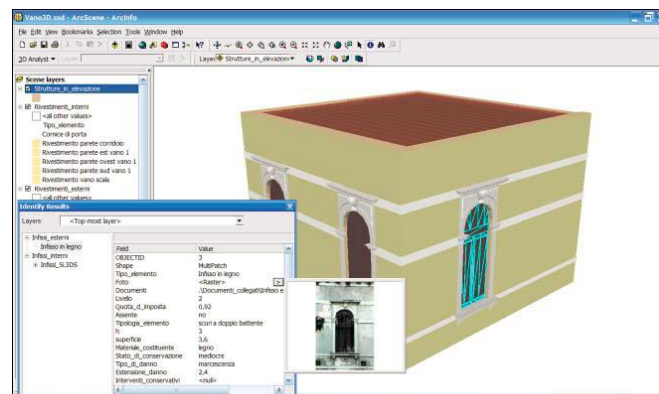 Vano3D.sxd - ArcScene - ArcInfo
File Edit View Bookmarks Selection Tools Window Help
3D Analyst Layer: Layer: Strutture_in_elevazione
Scene layers
Strutture_in_elevazione
Rivestimenti_interni
<all other values>
Tipo_elemento
Cornice di porta
Rivestimento parete corridoio
Rivestimento parete est vano 1
Rivestimento parete ovest vano 1
Rivestimento parete sud vano 1
Rivestimento vano scala
Rivestimenti_esterni
<all other values>
Identify Results
Layers: <Top-most layer>
Infissi_esterni
Infisso in legno
Infissi_interni
Infissi_Si.3DS
Field Value
OBJECTID 3
Shape MultiPatch
Tipo_elemento Infisso in legno
Foto <Raster>
Documenti .\Documenti_collegati\Infisso e
Livello 2
Quota_di_imposta 0,92
Assente no
Tipologia_elemento scuri a doppio battente
h 3
superficie 3,6
Materiale_costituente legno
Stato_di_conservazione mediocre
Tipo_di_danno marcescenza
Estensione_danno 2,4
Interventi_conservativi <null>